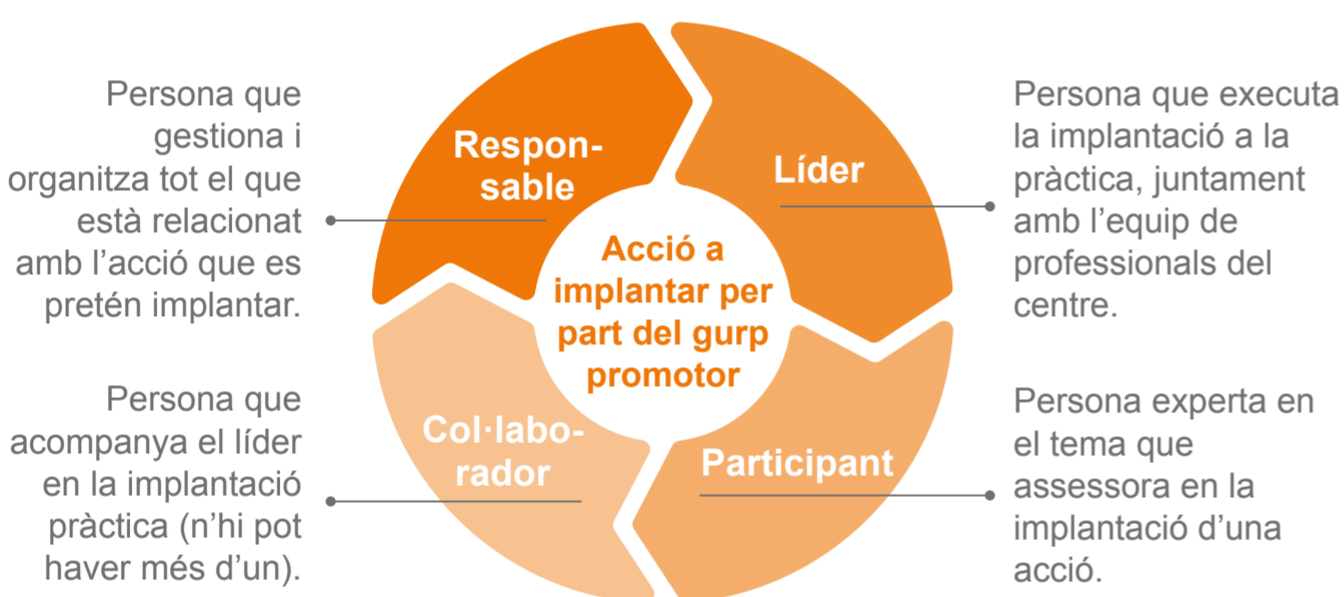 Persona que
gestiona i
organitza tot el que
està relacionat
amb l’acció que es
pretén implantar.
Respon-
sable
Líder
Persona que executa
la implantació a la
pràctica, juntament
amb l’equip de
professionals del
centre.
Acció a
implantar per
part del gurp
promotor
Persona que
acompanya el líder
en la implantació
pràctica (n’hi pot
haver més d’un).
Col·labo-
rador
Participant
Persona experta en
el tema que
assessora en la
implantació d’una
acció.